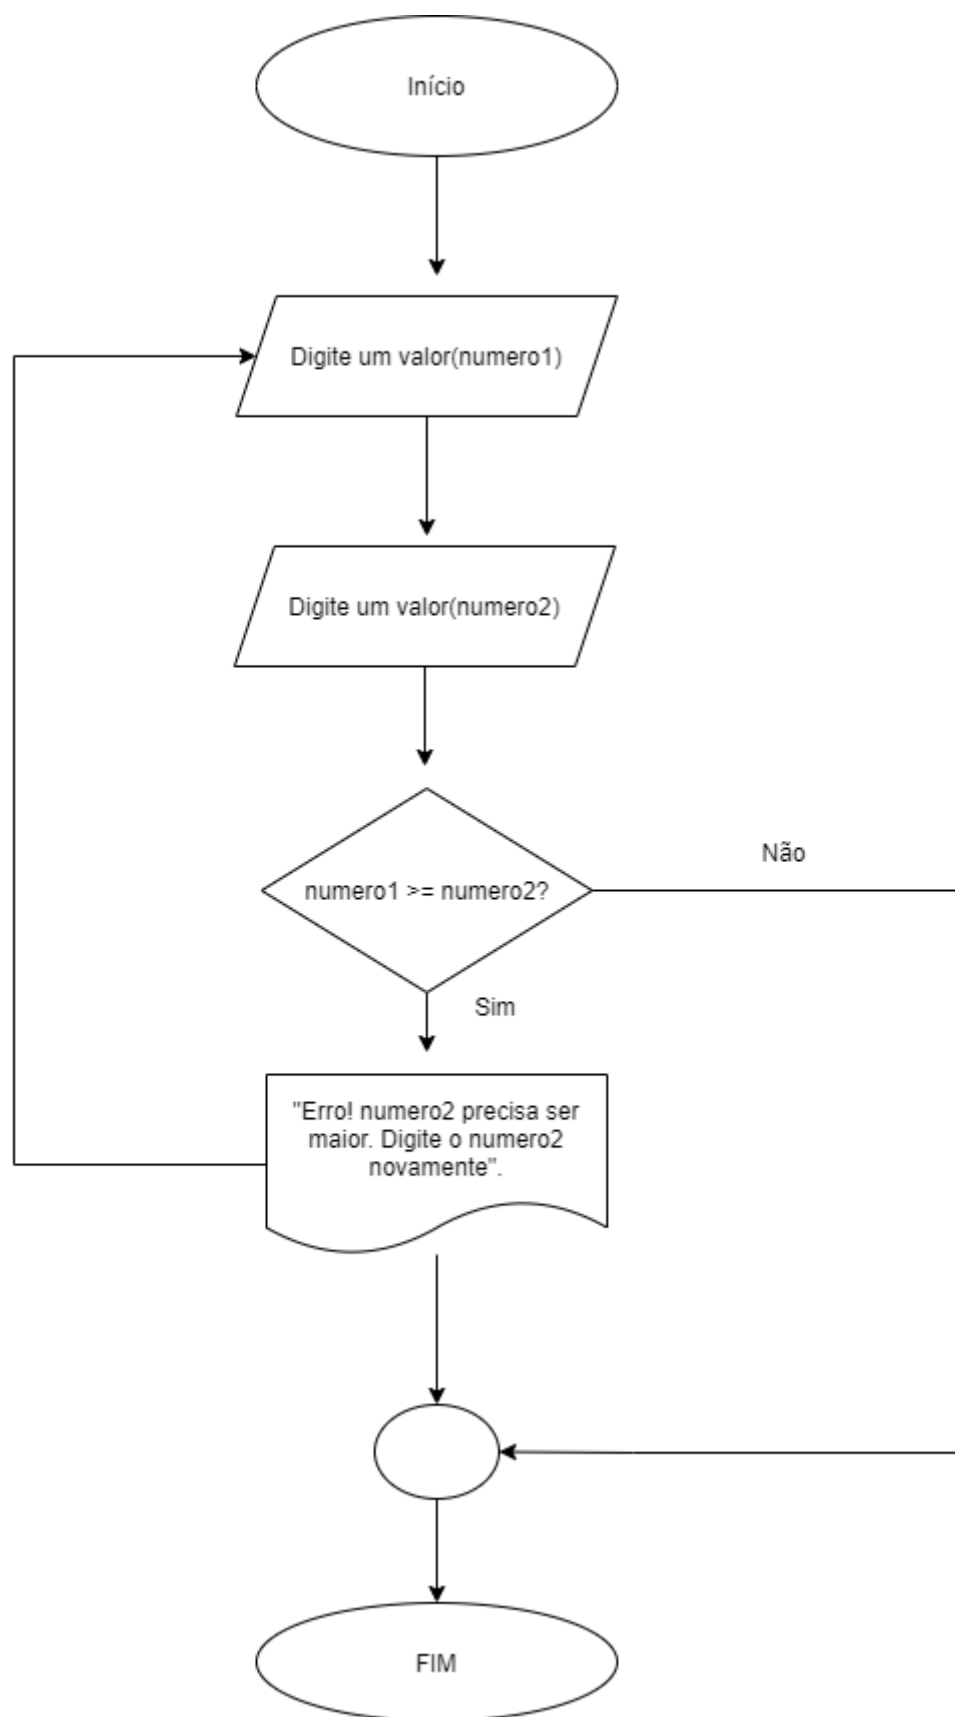 Início
Digite um valor(numero1)
Digite um valor(numero2)
Não
numero1 >= numero2?
Sim
"Erro! numero2 precisa ser
maior. Digite o numero2
novamente".
FIM